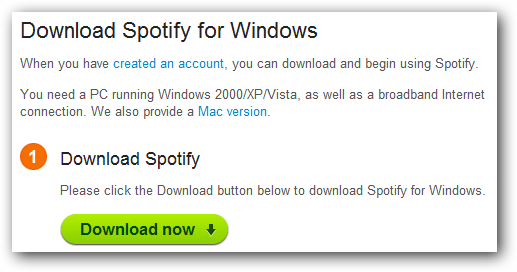 Download Spotify for Windows
When you have created an account, you can download and begin using Spotify.
You need a PC running Windows 2000/XP/Vista, as well as a broadband Internet
connection. We also provide a Mac version.
1 Download Spotify
Please click the Download button below to download Spotify for Windows.
Download now